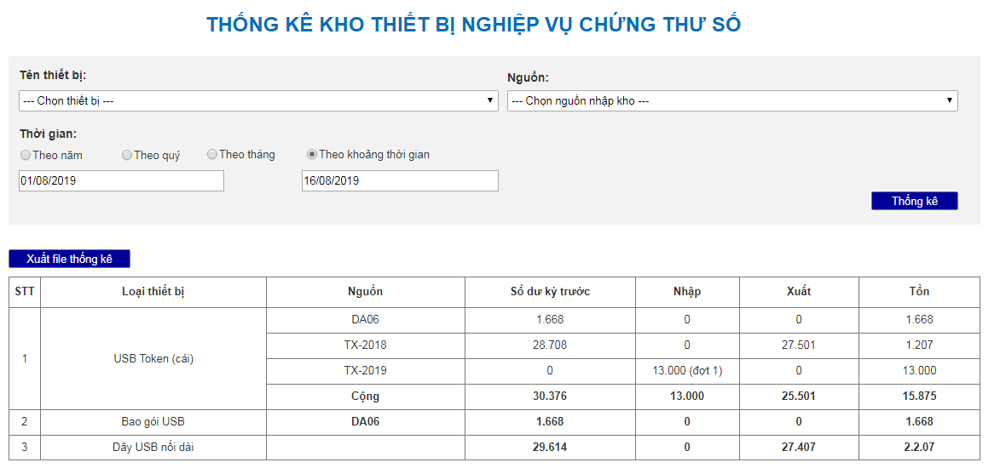 THỐNG KÊ KHO THIẾT BỊ NGHIỆP VỤ CHỨNG THƯ SỐ
Tên thiết bị: Nguồn:
--- Chọn thiết bị --- --- Chọn nguồn nhập kho ---
Thời gian:
Theo năm Theo quý Theo tháng Theo khoảng thời gian
01/08/2019 16/08/2019
Thống kê
Xuất file thống kê
STT Loại thiết bị Nguồn Số dư kỳ trước Nhập Xuất Tồn
DA06 1.668 0 0 1.668
TX-2018 28.708 0 27.501 1.207
1 USB Token (cái)
TX-2019 0 13.000 (đợt 1) 0 13.000
Cộng 30.376 13.000 25.501 15.875
2 Bao gói USB DA06 1.668 0 0 1.668
3 Dây USB nối dài 29.614 0 27.407 2.2.07